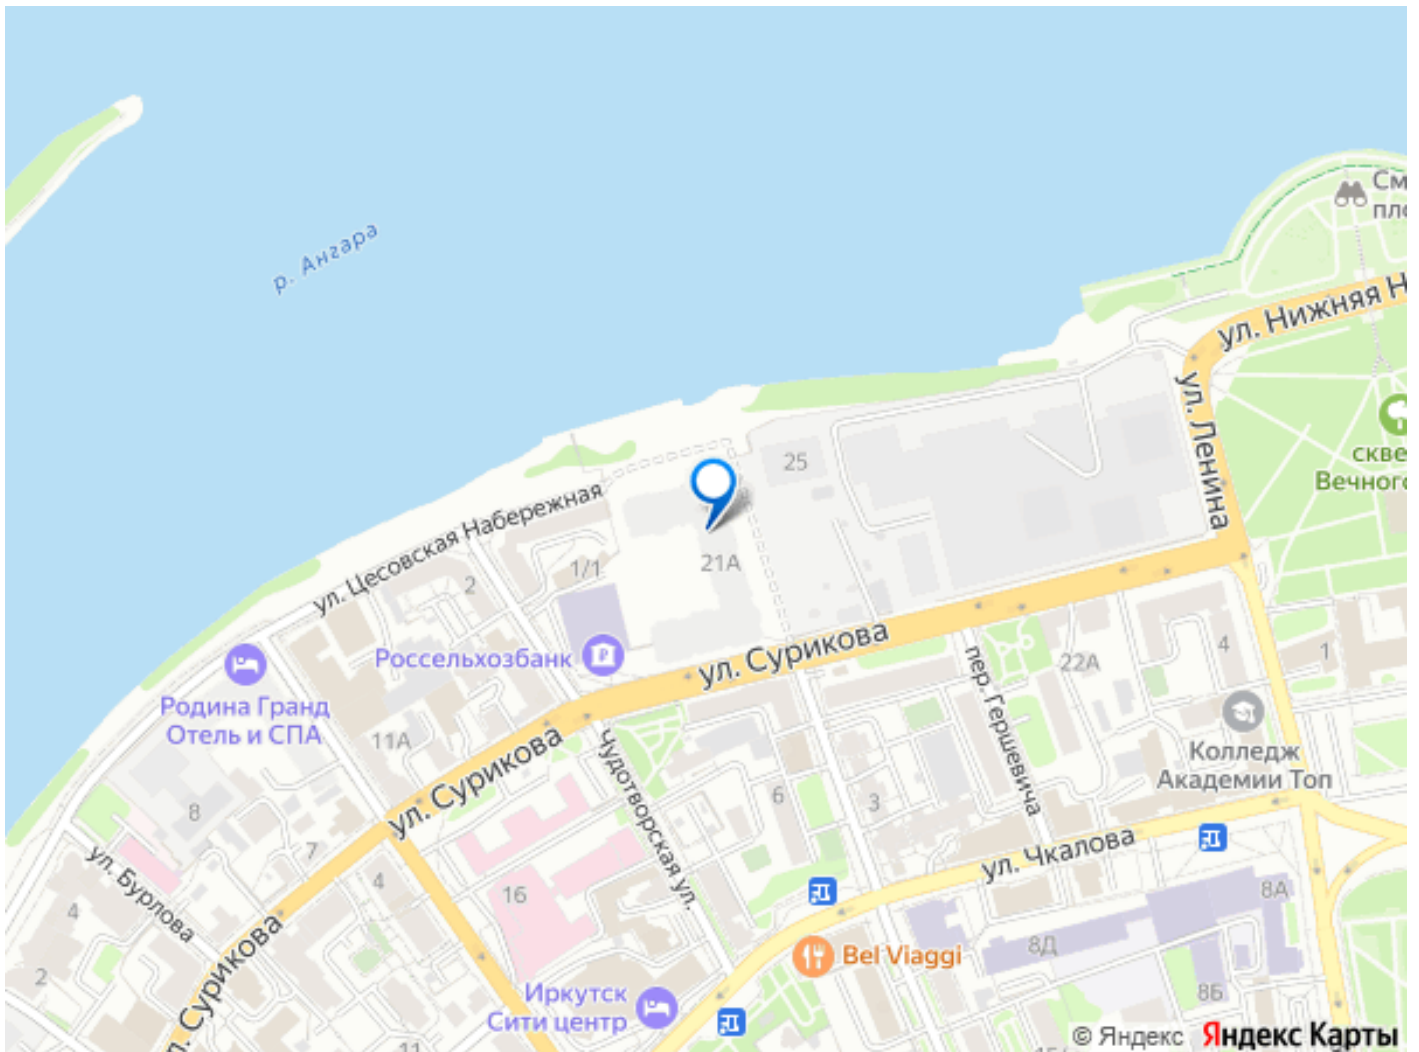 См
пло
р. Ангара
ул. Нижняя Н
ул. Ленина
скве
Вечного
25
ул. Цесовская Набережная
21А
1/1
2
ул. Сурикова
Россельхозбанк
пер. Гершевича
22А
4
1
Родина Гранд
Отель и СПА
11А
Колледж
Академии Топ
ул. Сурикова
Чудотворская ул.
6
3
8
7
ул. Чкалова
ул. Бурлова
4
16
8А
4
ул. Сурикова
8Д
Bel Viaggi
2
8Б
Иркутск
Сити центр
11
© Яндекс Яндекс Карты